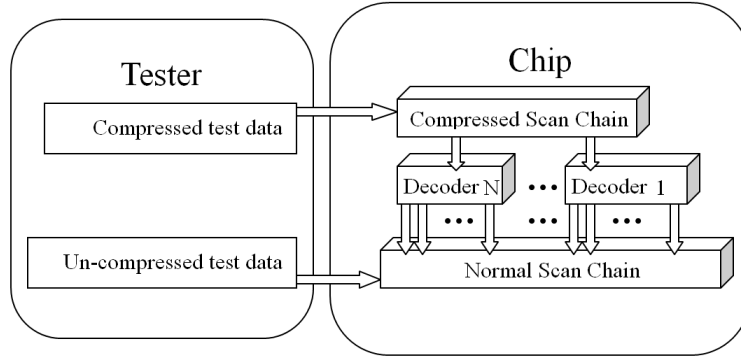 Tester
Chip
Compressed test data
Compressed Scan Chain
Decoder N
••• Decoder 1
••• ••• •••
Un-compressed test data
Normal Scan Chain